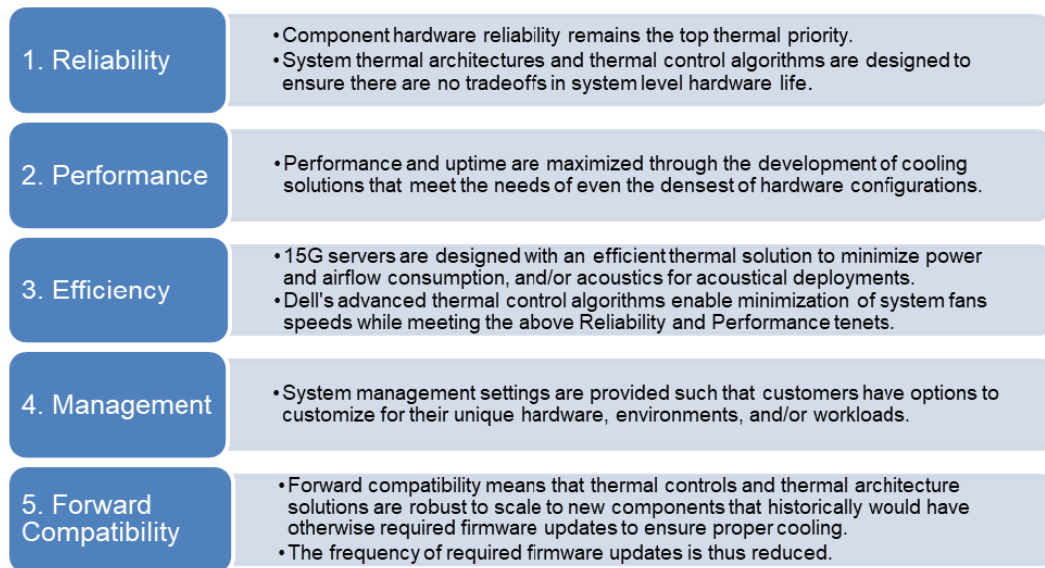 1. Reliability
•Component hardware reliability remains the top thermal priority.
•System thermal architectures and thermal control algorithms are designed to
ensure there are no tradeoffs in system level hardware life.
2. Performance
•Performance and uptime are maximized through the development of cooling
solutions that meet the needs of even the densest of hardware configurations.
3. Efficiency
•15G servers are designed with an efficient thermal solution to minimize power
and airflow consumption, and/or acoustics for acoustical deployments.
•Dell's advanced thermal control algorithms enable minimization of system fans
speeds while meeting the above Reliability and Performance tenets.
4. Management
•System management settings are provided such that customers have options to
customize for their unique hardware, environments, and/or workloads.
5. Forward
Compatibility
•Forward compatibility means that thermal controls and thermal architecture
solutions are robust to scale to new components that historically would have
otherwise required firmware updates to ensure proper cooling.
•The frequency of required firmware updates is thus reduced.